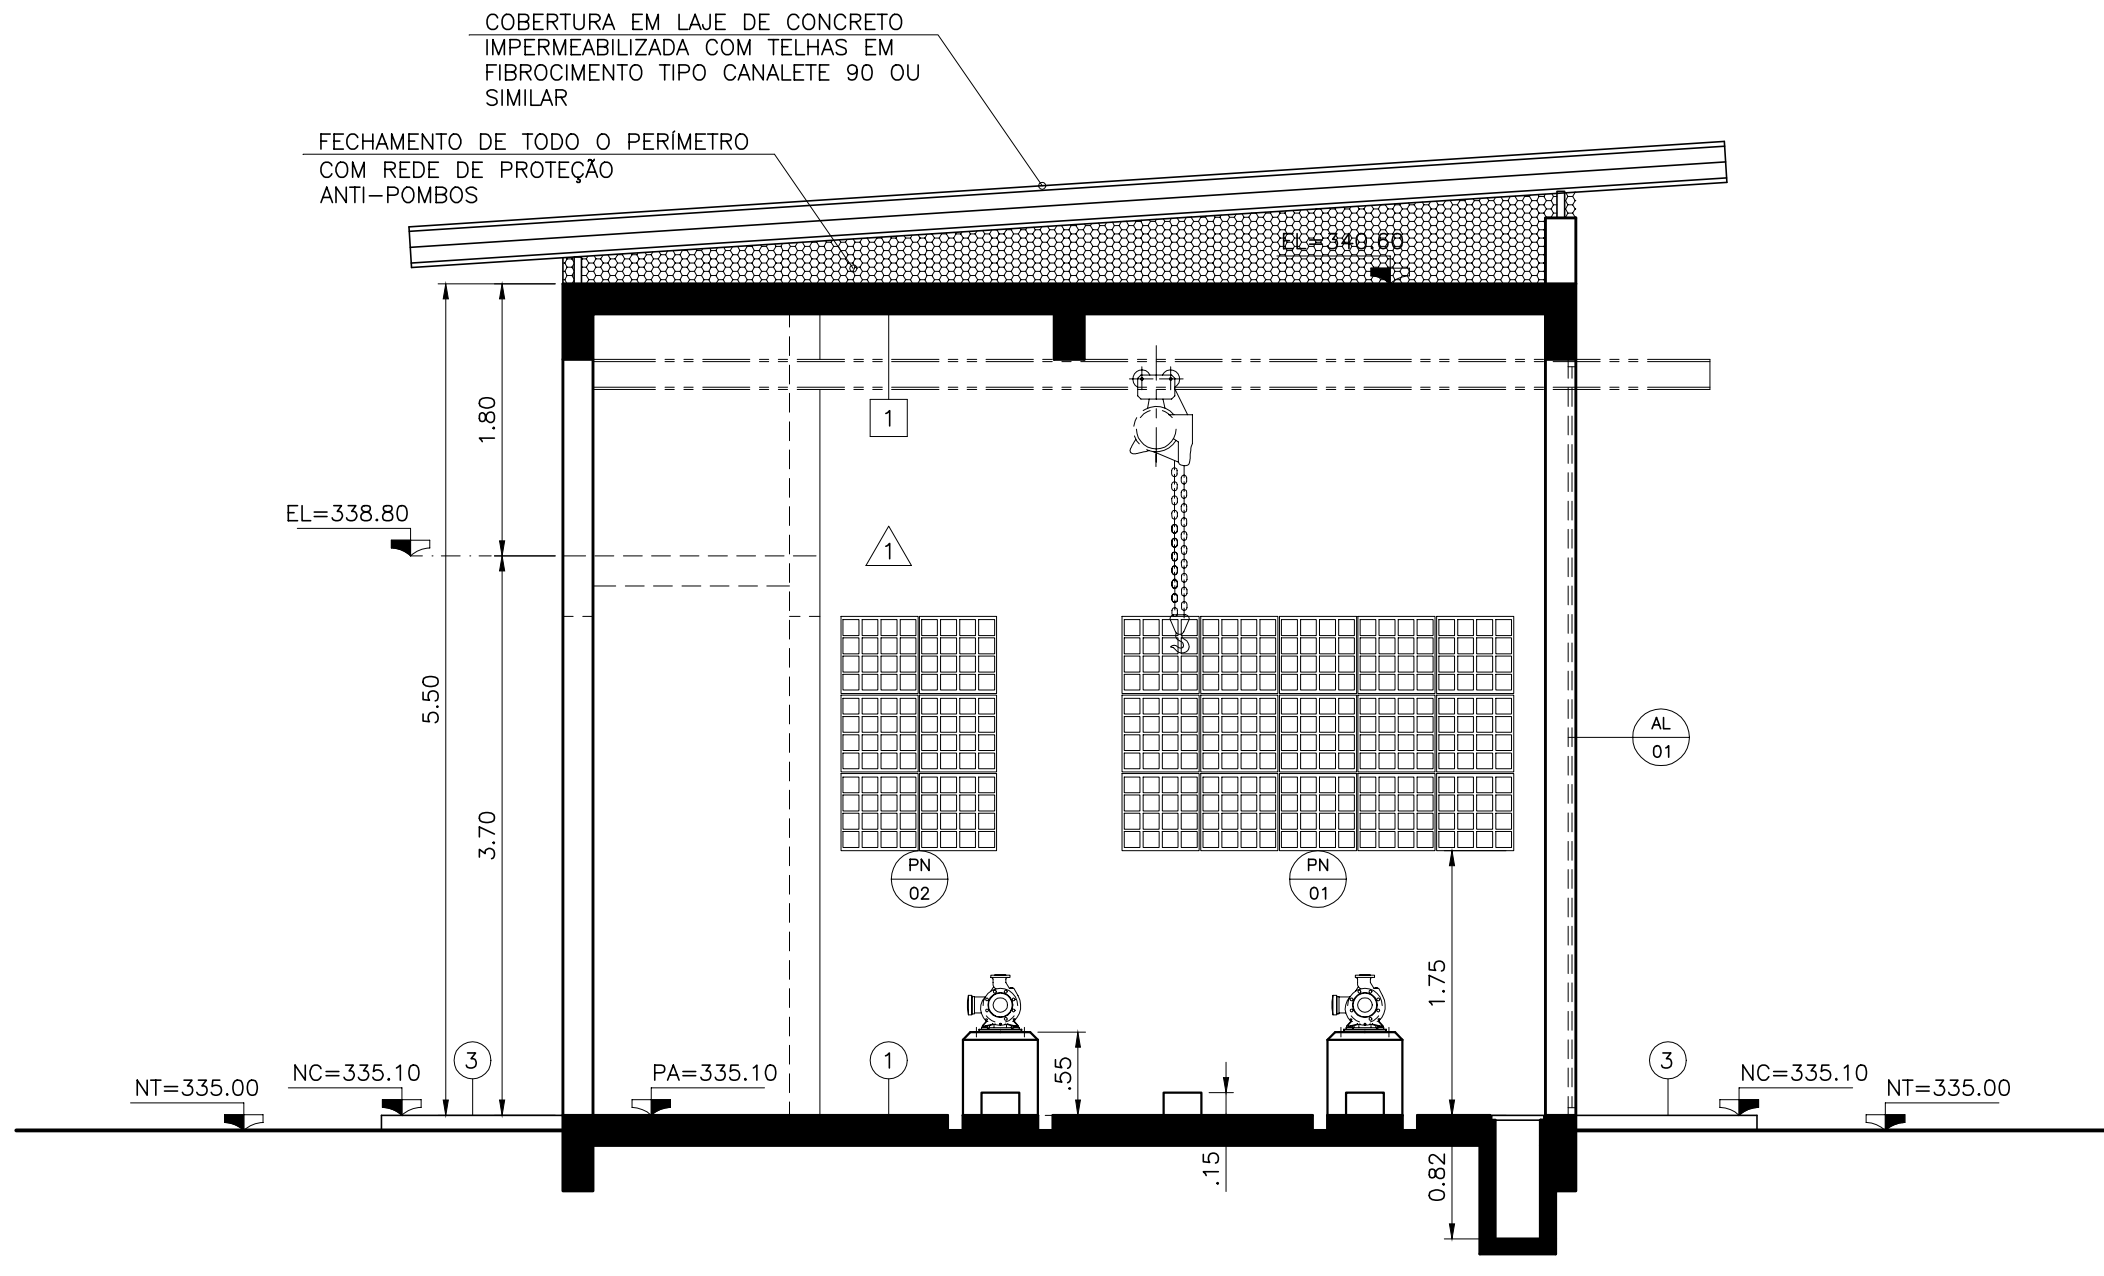 COBERTURA EM LAJE DE CONCRETO
IMPERMEABILIZADA COM TELHAS EM
FIBROCIMENTO TIPO CANALETE 90 OU
SIMILAR
FECHAMENTO DE TODO O PERÍMETRO
COM REDE DE PROTEÇÃO
ANTI-POMBOS
EL=340.60
1.80
1
EL=338.80
1
5.50
AL
01
3.70
PN
02
PN
01
1.75
NT=335.00
NC=335.10
3
PA=335.10
1
.55
3
NC=335.10
NT=335.00
.15
0.82